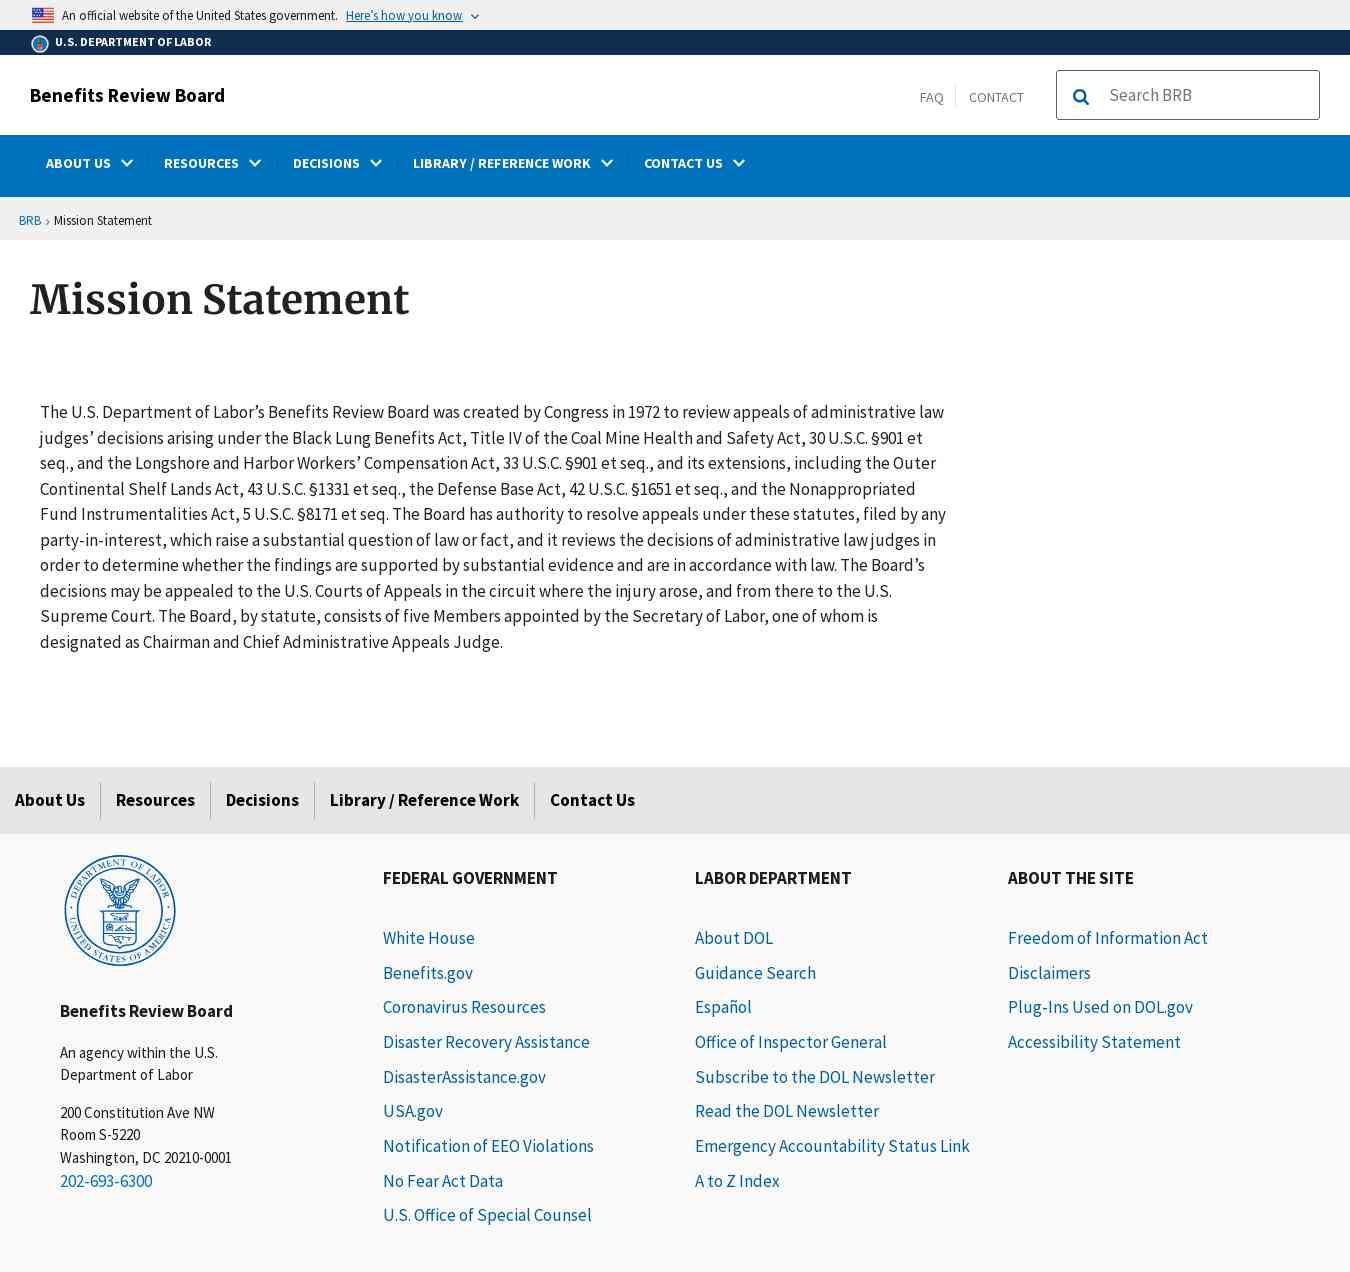 An official website of the United States government. Here’s how you know
U.S. DEPARTMENT OF LABOR
Benefits Review Board
FAQ
CONTACT
Search BRB
ABOUT US
RESOURCES
DECISIONS
LIBRARY / REFERENCE WORK
CONTACT US
BRB › Mission Statement
Mission Statement
The U.S. Department of Labor’s Benefits Review Board was created by Congress in 1972 to review appeals of administrative law
judges’ decisions arising under the Black Lung Benefits Act, Title IV of the Coal Mine Health and Safety Act, 30 U.S.C. §901 et
seq., and the Longshore and Harbor Workers’ Compensation Act, 33 U.S.C. §901 et seq., and its extensions, including the Outer
Continental Shelf Lands Act, 43 U.S.C. §1331 et seq., the Defense Base Act, 42 U.S.C. §1651 et seq., and the Nonappropriated
Fund Instrumentalities Act, 5 U.S.C. §8171 et seq. The Board has authority to resolve appeals under these statutes, filed by any
party-in-interest, which raise a substantial question of law or fact, and it reviews the decisions of administrative law judges in
order to determine whether the findings are supported by substantial evidence and are in accordance with law. The Board’s
decisions may be appealed to the U.S. Courts of Appeals in the circuit where the injury arose, and from there to the U.S.
Supreme Court. The Board, by statute, consists of five Members appointed by the Secretary of Labor, one of whom is
designated as Chairman and Chief Administrative Appeals Judge.
About Us
Resources
Decisions
Library / Reference Work
Contact Us
DEPARTMENT OF LABOR
UNITED STATES OF AMERICA
Benefits Review Board
An agency within the U.S.
Department of Labor
200 Constitution Ave NW
Room S-5220
Washington, DC 20210-0001
202-693-6300
FEDERAL GOVERNMENT
White House
Benefits.gov
Coronavirus Resources
Disaster Recovery Assistance
DisasterAssistance.gov
USA.gov
Notification of EEO Violations
No Fear Act Data
U.S. Office of Special Counsel
LABOR DEPARTMENT
About DOL
Guidance Search
Español
Office of Inspector General
Subscribe to the DOL Newsletter
Read the DOL Newsletter
Emergency Accountability Status Link
A to Z Index
ABOUT THE SITE
Freedom of Information Act
Disclaimers
Plug-Ins Used on DOL.gov
Accessibility Statement